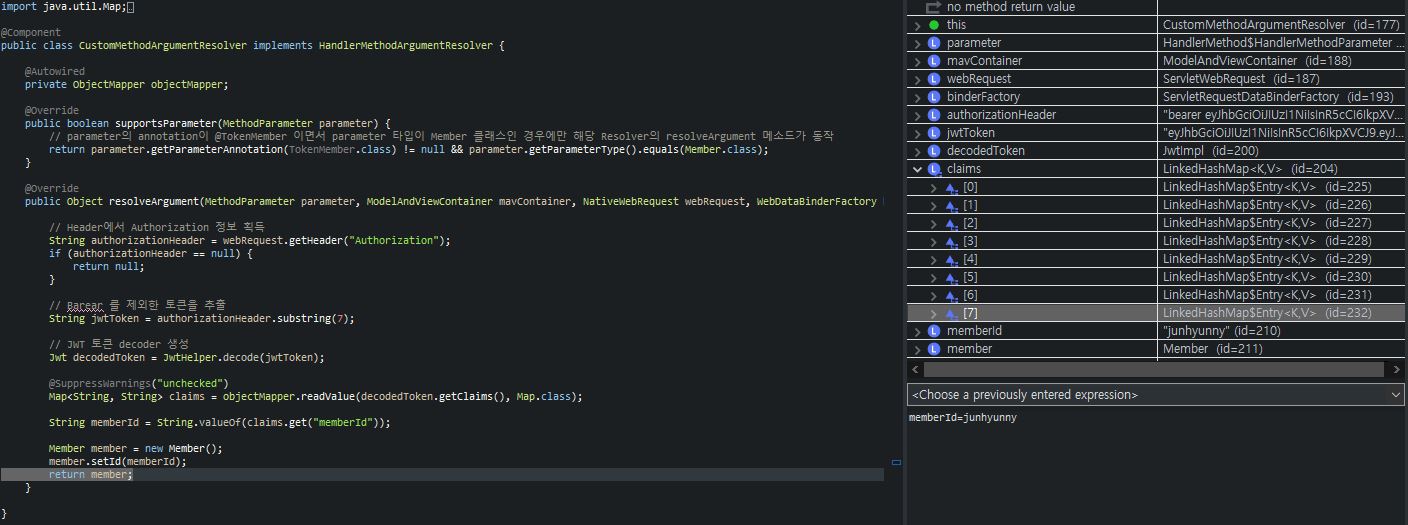 import java.util.Map;
@Component
public class CustomMethodArgumentResolver implements HandlerMethodArgumentResolver {
@Autowired
private ObjectMapper objectMapper;
@Override
public boolean supportsParameter(MethodParameter parameter) {
// parameter의 annotation이 @TokenMember 이면서 parameter 타입이 Member 클래스인 경우에만 해당 Resolver의 resolveArgument 메소드가 동작
return parameter.getParameterAnnotation(TokenMember.class) != null && parameter.getParameterType().equals(Member.class);
}
@Override
public Object resolveArgument(MethodParameter parameter, ModelAndViewContainer mavContainer, NativeWebRequest webRequest, WebDataBinderFactory
// Header에서 Authorization 정보 획득
String authorizationHeader = webRequest.getHeader("Authorization");
if (authorizationHeader == null) {
return null;
}
// Barear 를 제외한 토큰을 추출
String jwtToken = authorizationHeader.substring(7);
// JWT 토큰 decoder 생성
Jwt decodedToken = JwtHelper.decode(jwtToken);
@SuppressWarnings("unchecked")
Map<String, String> claims = objectMapper.readValue(decodedToken.getClaims(), Map.class);
String memberId = String.valueOf(claims.get("memberId"));
Member member = new Member();
member.setId(memberId);
return member;
}
}
no method return value
this CustomMethodArgumentResolver (id=177)
parameter HandlerMethod$HandlerMethodParameter ...
mavContainer ModelAndViewContainer (id=188)
webRequest ServletWebRequest (id=187)
binderFactory ServletRequestDataBinderFactory (id=193)
authorizationHeader "bearer eyJhbGciOiJIUzI1NiIsInR5cCI6IkpXV...
jwtToken "eyJhbGciOiJIUzI1NiIsInR5cCI6IkpXVCJ9.eyJ...
decodedToken JwtImpl (id=200)
claims LinkedHashMap<K,V> (id=204)
[0] LinkedHashMap$Entry<K,V> (id=225)
[1] LinkedHashMap$Entry<K,V> (id=226)
[2] LinkedHashMap$Entry<K,V> (id=227)
[3] LinkedHashMap$Entry<K,V> (id=228)
[4] LinkedHashMap$Entry<K,V> (id=229)
[5] LinkedHashMap$Entry<K,V> (id=230)
[6] LinkedHashMap$Entry<K,V> (id=231)
[7] LinkedHashMap$Entry<K,V> (id=232)
memberId "junhyunny" (id=210)
member Member (id=211)
<Choose a previously entered expression>
memberId=junhyunny